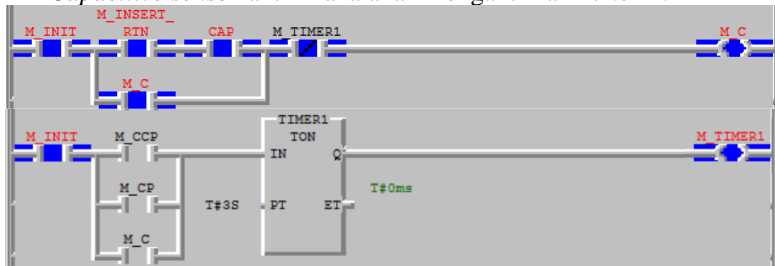 M_INSERT_
M_INIT RTN CAP M_TIMER1 M_C
M_C
TIMER1
M_INIT M_CCP TON M_TIMER1
IN Q
M_CP T#0ms
T#3S PT ET
M_C